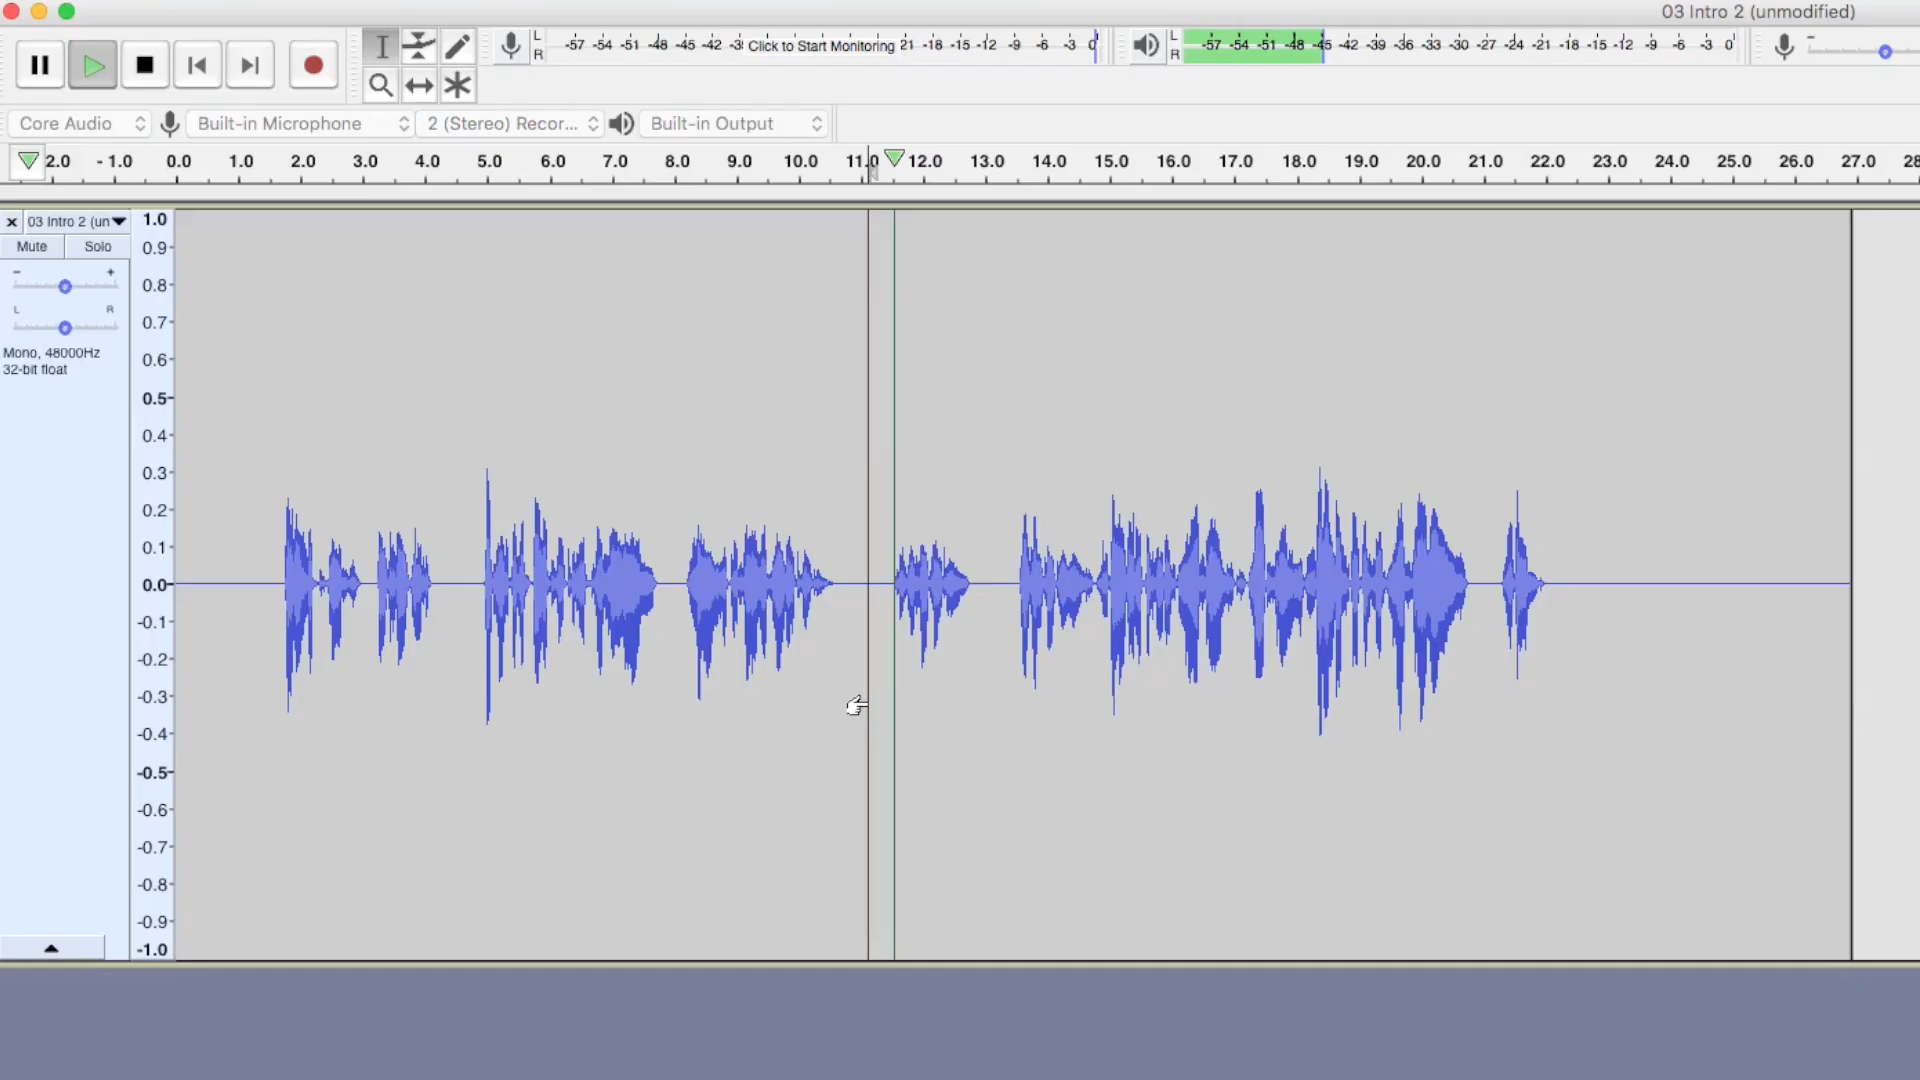 03 Intro 2 (unmodified)
L -57 -54 -51 -48 -45 -42 -3 Click to Start Monitoring 21 -18 -15 -12 -9 -6 -3 0
R
L -57 -54 -51 -48 -45 -42 -39 -36 -33 -30 -27 -24 -21 -18 -15 -12 -9 -6 -3 0
R
Core Audio Built-in Microphone 2 (Stereo) Recor... Built-in Output
2.0 - 1.0 0.0 1.0 2.0 3.0 4.0 5.0 6.0 7.0 8.0 9.0 10.0 11.0 12.0 13.0 14.0 15.0 16.0 17.0 18.0 19.0 20.0 21.0 22.0 23.0 24.0 25.0 26.0 27.0 28
x 03 Intro 2 (un 1.0
Mute Solo 0.9
- +
0.8
L R
0.7
Mono, 48000Hz 0.6
32-bit float
0.5
0.4
0.3
0.2
0.1
0.0
-0.1
-0.2
-0.3
-0.4
-0.5
-0.6
-0.7
-0.8
-0.9
-1.0